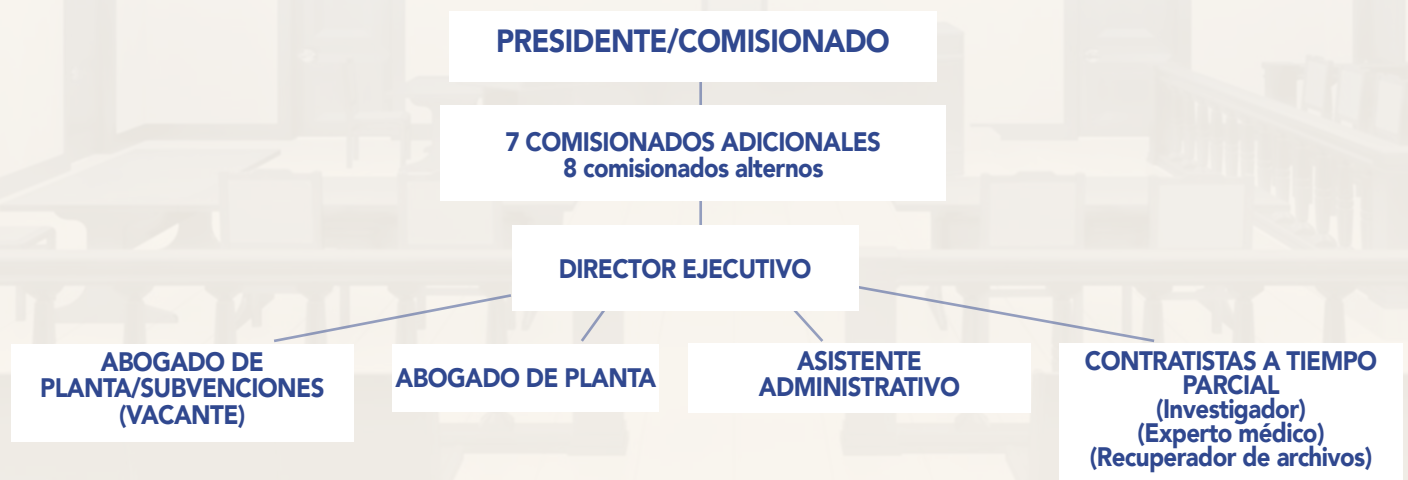 PRESIDENTE/COMISIONADO
7 COMISIONADOS ADICIONALES
8 comisionados alternos
DIRECTOR EJECUTIVO
ABOGADO DE
PLANTA/SUBVENCIONES
(VACANTE)
ABOGADO DE PLANTA
ASISTENTE
ADMINISTRATIVO
CONTRATISTAS A TIEMPO
PARCIAL
(Investigador)
(Experto médico)
(Recuperador de archivos)